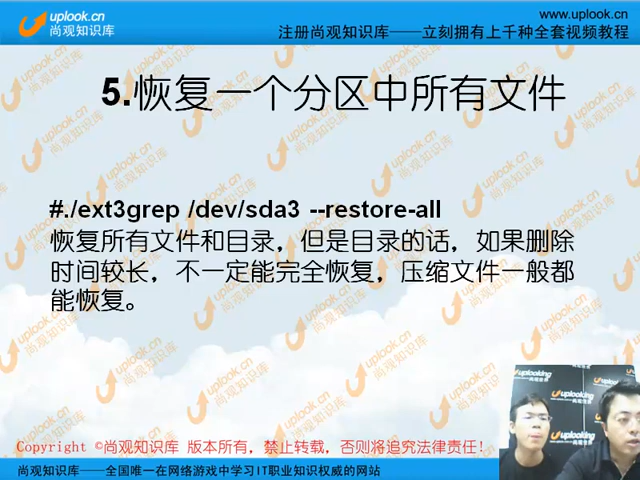 uplook.cn
尚观知识库
www.uplook.cn
注册尚观知识库——立刻拥有上千种全套视频教程
5.恢复一个分区中所有文件
#./ext3grep /dev/sda3 --restore-all
恢复所有文件和目录，但是目录的话，如果删除
时间较长，不一定能完全恢复，压缩文件一般都
能恢复。
uplooking
uplooking
Copyright ©尚观知识库 版本所有，禁止转载，否则将追究法律责任！
尚观知识库——全国唯一在网络游戏中学习IT职业知识权威的网站